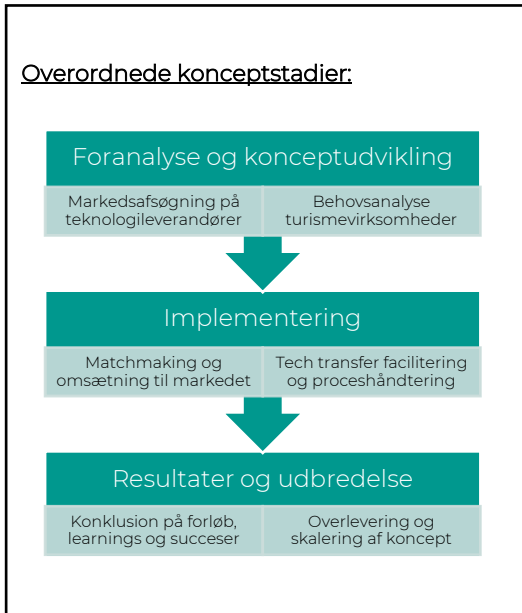 Overordnede konceptstadier:
Foranalyse og konceptudvikling
Markedsafsøgning på
teknologileverandører
Behovsanalyse
turismevirksomheder
Implementering
Matchmaking og
omsætning til markedet
Tech transfer facilitering
og proceshåndtering
Resultater og udbredelse
Konklusion på forløb,
learnings og succeser
Overlevering og
skalering af koncept